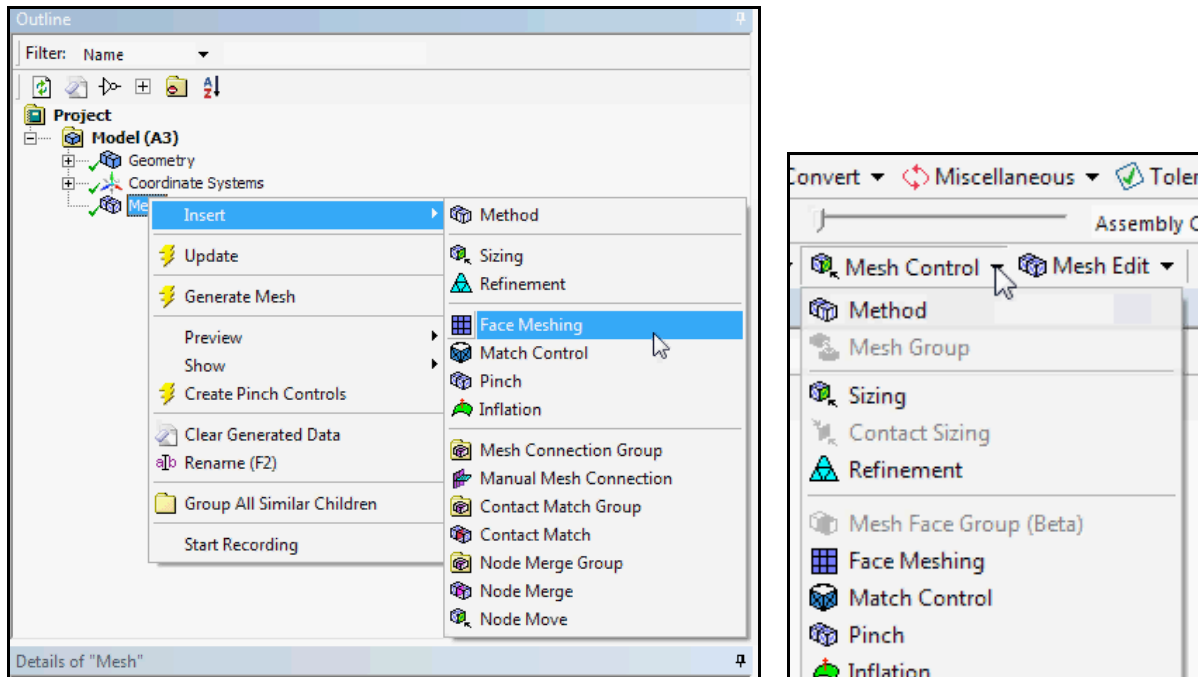 Outline
Filter: Name
Project
Model (A3)
Geometry
Coordinate Systems
Me
Insert
Update
Generate Mesh
Preview
Show
Create Pinch Controls
Clear Generated Data
Rename (F2)
Group All Similar Children
Start Recording
Method
Sizing
Refinement
Face Meshing
Match Control
Pinch
Inflation
Mesh Connection Group
Manual Mesh Connection
Contact Match Group
Contact Match
Node Merge Group
Node Merge
Node Move
Details of "Mesh"
Convert Miscellaneous Toler
Assembly C
Mesh Control Mesh Edit
Method
Mesh Group
Sizing
Contact Sizing
Refinement
Mesh Face Group (Beta)
Face Meshing
Match Control
Pinch
Inflation